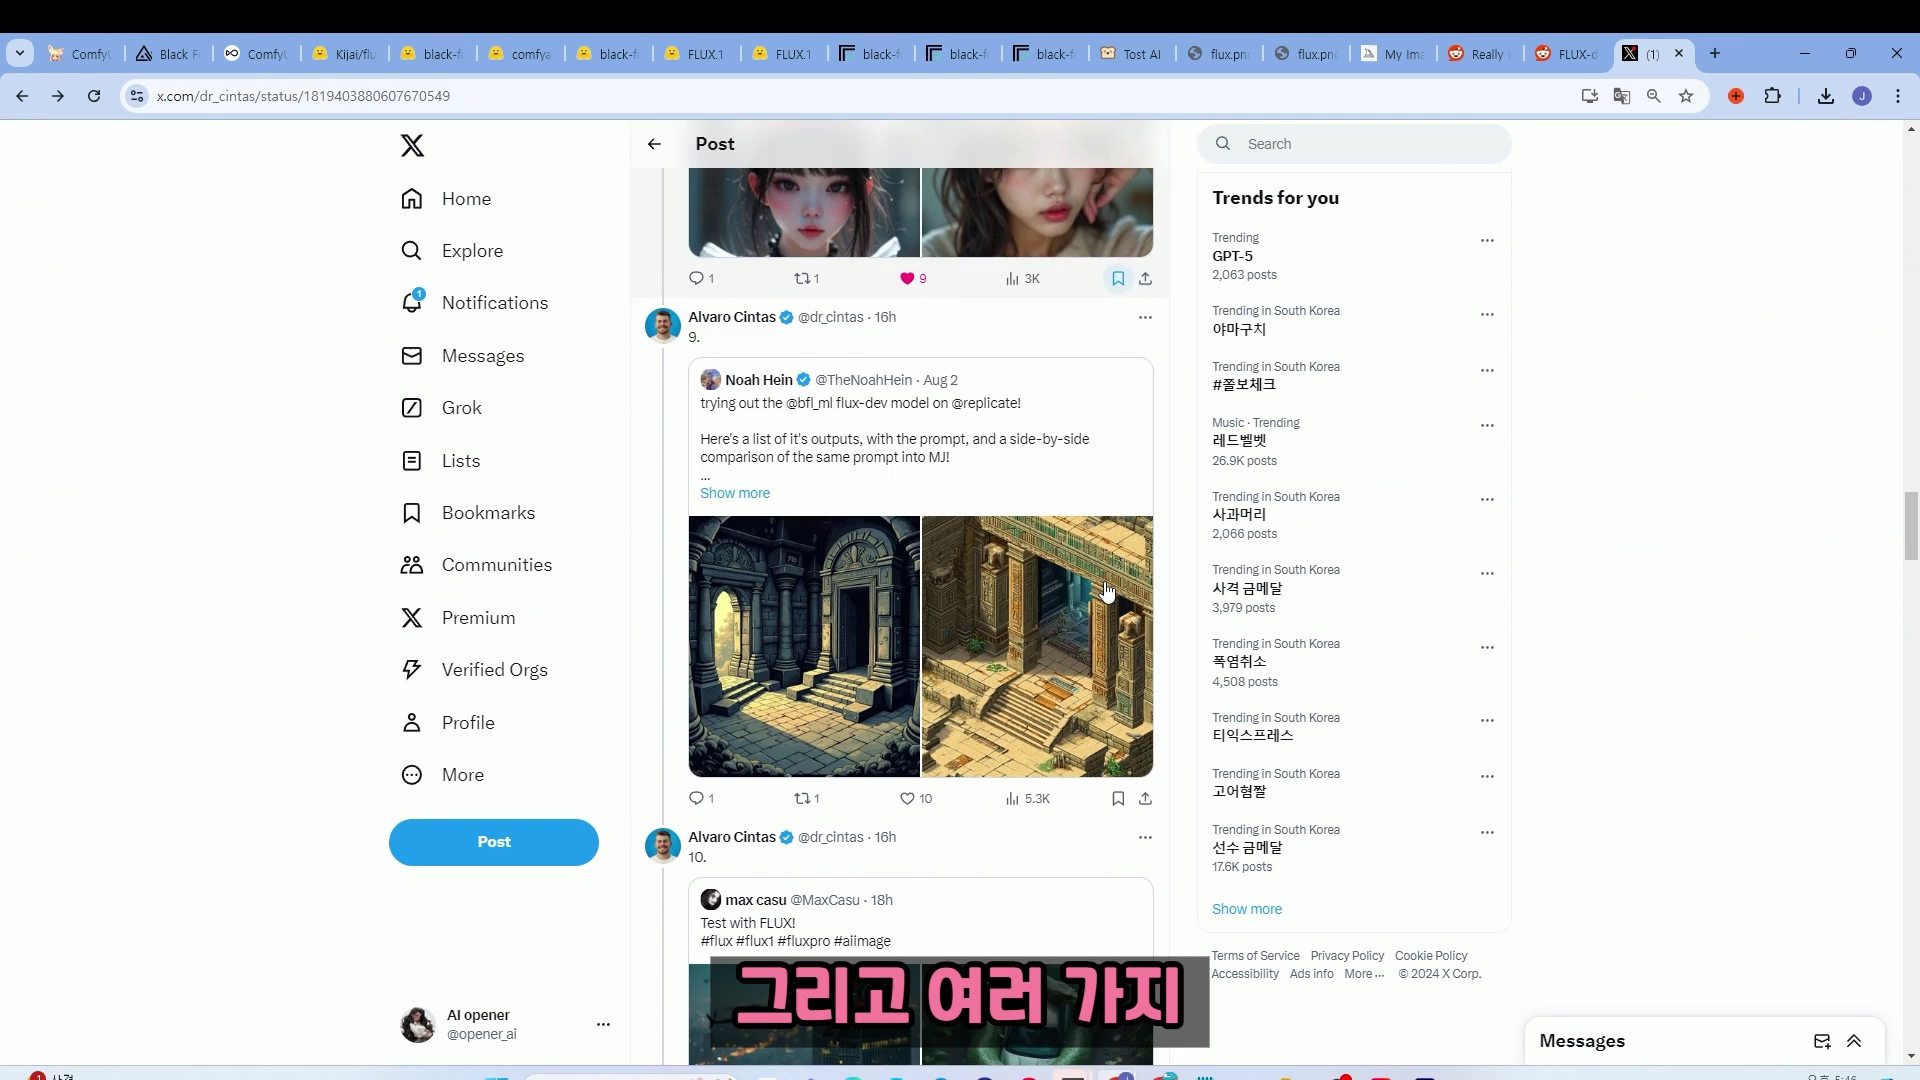 ComfyU
Black F
ComfyU
Kijai/flu
black-fo
comfya
black-fo
FLUX.1
FLUX.1
black-fo
black-fo
black-fo
Tost AI
flux.pnc
flux.pnc
My Ima
Really
FLUX-d
(1)
x.com/dr_cintas/status/1819403880607670549
J
Home
Explore
1
Notifications
Messages
Grok
Lists
Bookmarks
Communities
Premium
Verified Orgs
Profile
More
Post
AI opener
@opener_ai
Post
1
1
9
3K
Alvaro Cintas @dr_cintas · 16h
9.
Noah Hein @TheNoahHein · Aug 2
trying out the @bfl_ml flux-dev model on @replicate!
Here's a list of it's outputs, with the prompt, and a side-by-side
comparison of the same prompt into MJ!
...
Show more
1
1
10
5.3K
Alvaro Cintas @dr_cintas · 16h
10.
max casu @MaxCasu · 18h
Test with FLUX!
#flux #flux1 #fluxpro #aiimage
그리고 여러 가지
Search
Trends for you
Trending
GPT-5
2,063 posts
Trending in South Korea
야마구치
Trending in South Korea
#쫄보체크
Music · Trending
레드벨벳
26.9K posts
Trending in South Korea
사과머리
2,066 posts
Trending in South Korea
사격 금메달
3,979 posts
Trending in South Korea
폭염취소
4,508 posts
Trending in South Korea
티익스프레스
Trending in South Korea
고어험짤
Trending in South Korea
선수 금메달
17.6K posts
Show more
Terms of Service Privacy Policy Cookie Policy
Accessibility Ads info More... © 2024 X Corp.
Messages